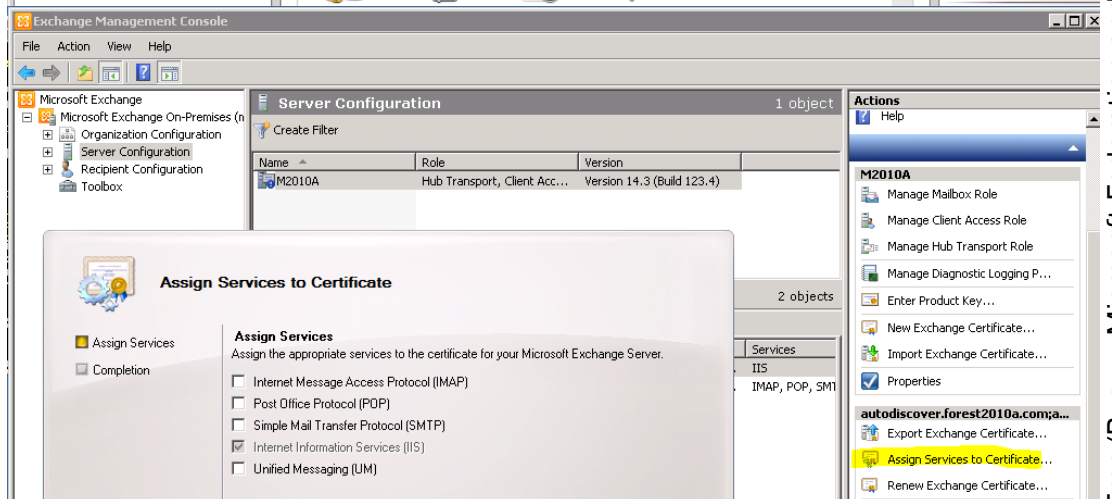 Exchange Management Console
File Action View Help
Microsoft Exchange
Microsoft Exchange On-Premises (n
Organization Configuration
Server Configuration
Recipient Configuration
Toolbox
Server Configuration 1 object
Create Filter
Name Role Version
M2010A Hub Transport, Client Acc... Version 14.3 (Build 123.4)
2 objects
Services
IIS
IMAP, POP, SMT
Assign Services to Certificate
Assign Services
Completion
Assign Services
Assign the appropriate services to the certificate for your Microsoft Exchange Server.
Internet Message Access Protocol (IMAP)
Post Office Protocol (POP)
Simple Mail Transfer Protocol (SMTP)
Internet Information Services (IIS)
Unified Messaging (UM)
Actions
Help
M2010A
Manage Mailbox Role
Manage Client Access Role
Manage Hub Transport Role
Manage Diagnostic Logging P...
Enter Product Key...
New Exchange Certificate...
Import Exchange Certificate...
Properties
autodiscover.forest2010a.com;a...
Export Exchange Certificate...
Assign Services to Certificate...
Renew Exchange Certificate...